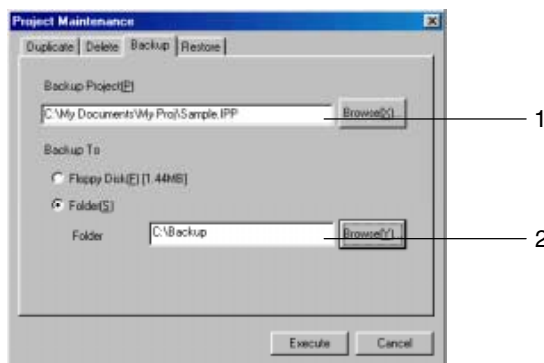 Project Maintenance
Duplicate Delete Backup Restore
Backup Project(P)
C:\My Documents\My Proj\Sample.IPP Browse(X)... 1
Backup To
Floppy Disk(F) [1.44MB]
Folder(S)
Folder C:\Backup Browse(Y)... 2
Execute Cancel